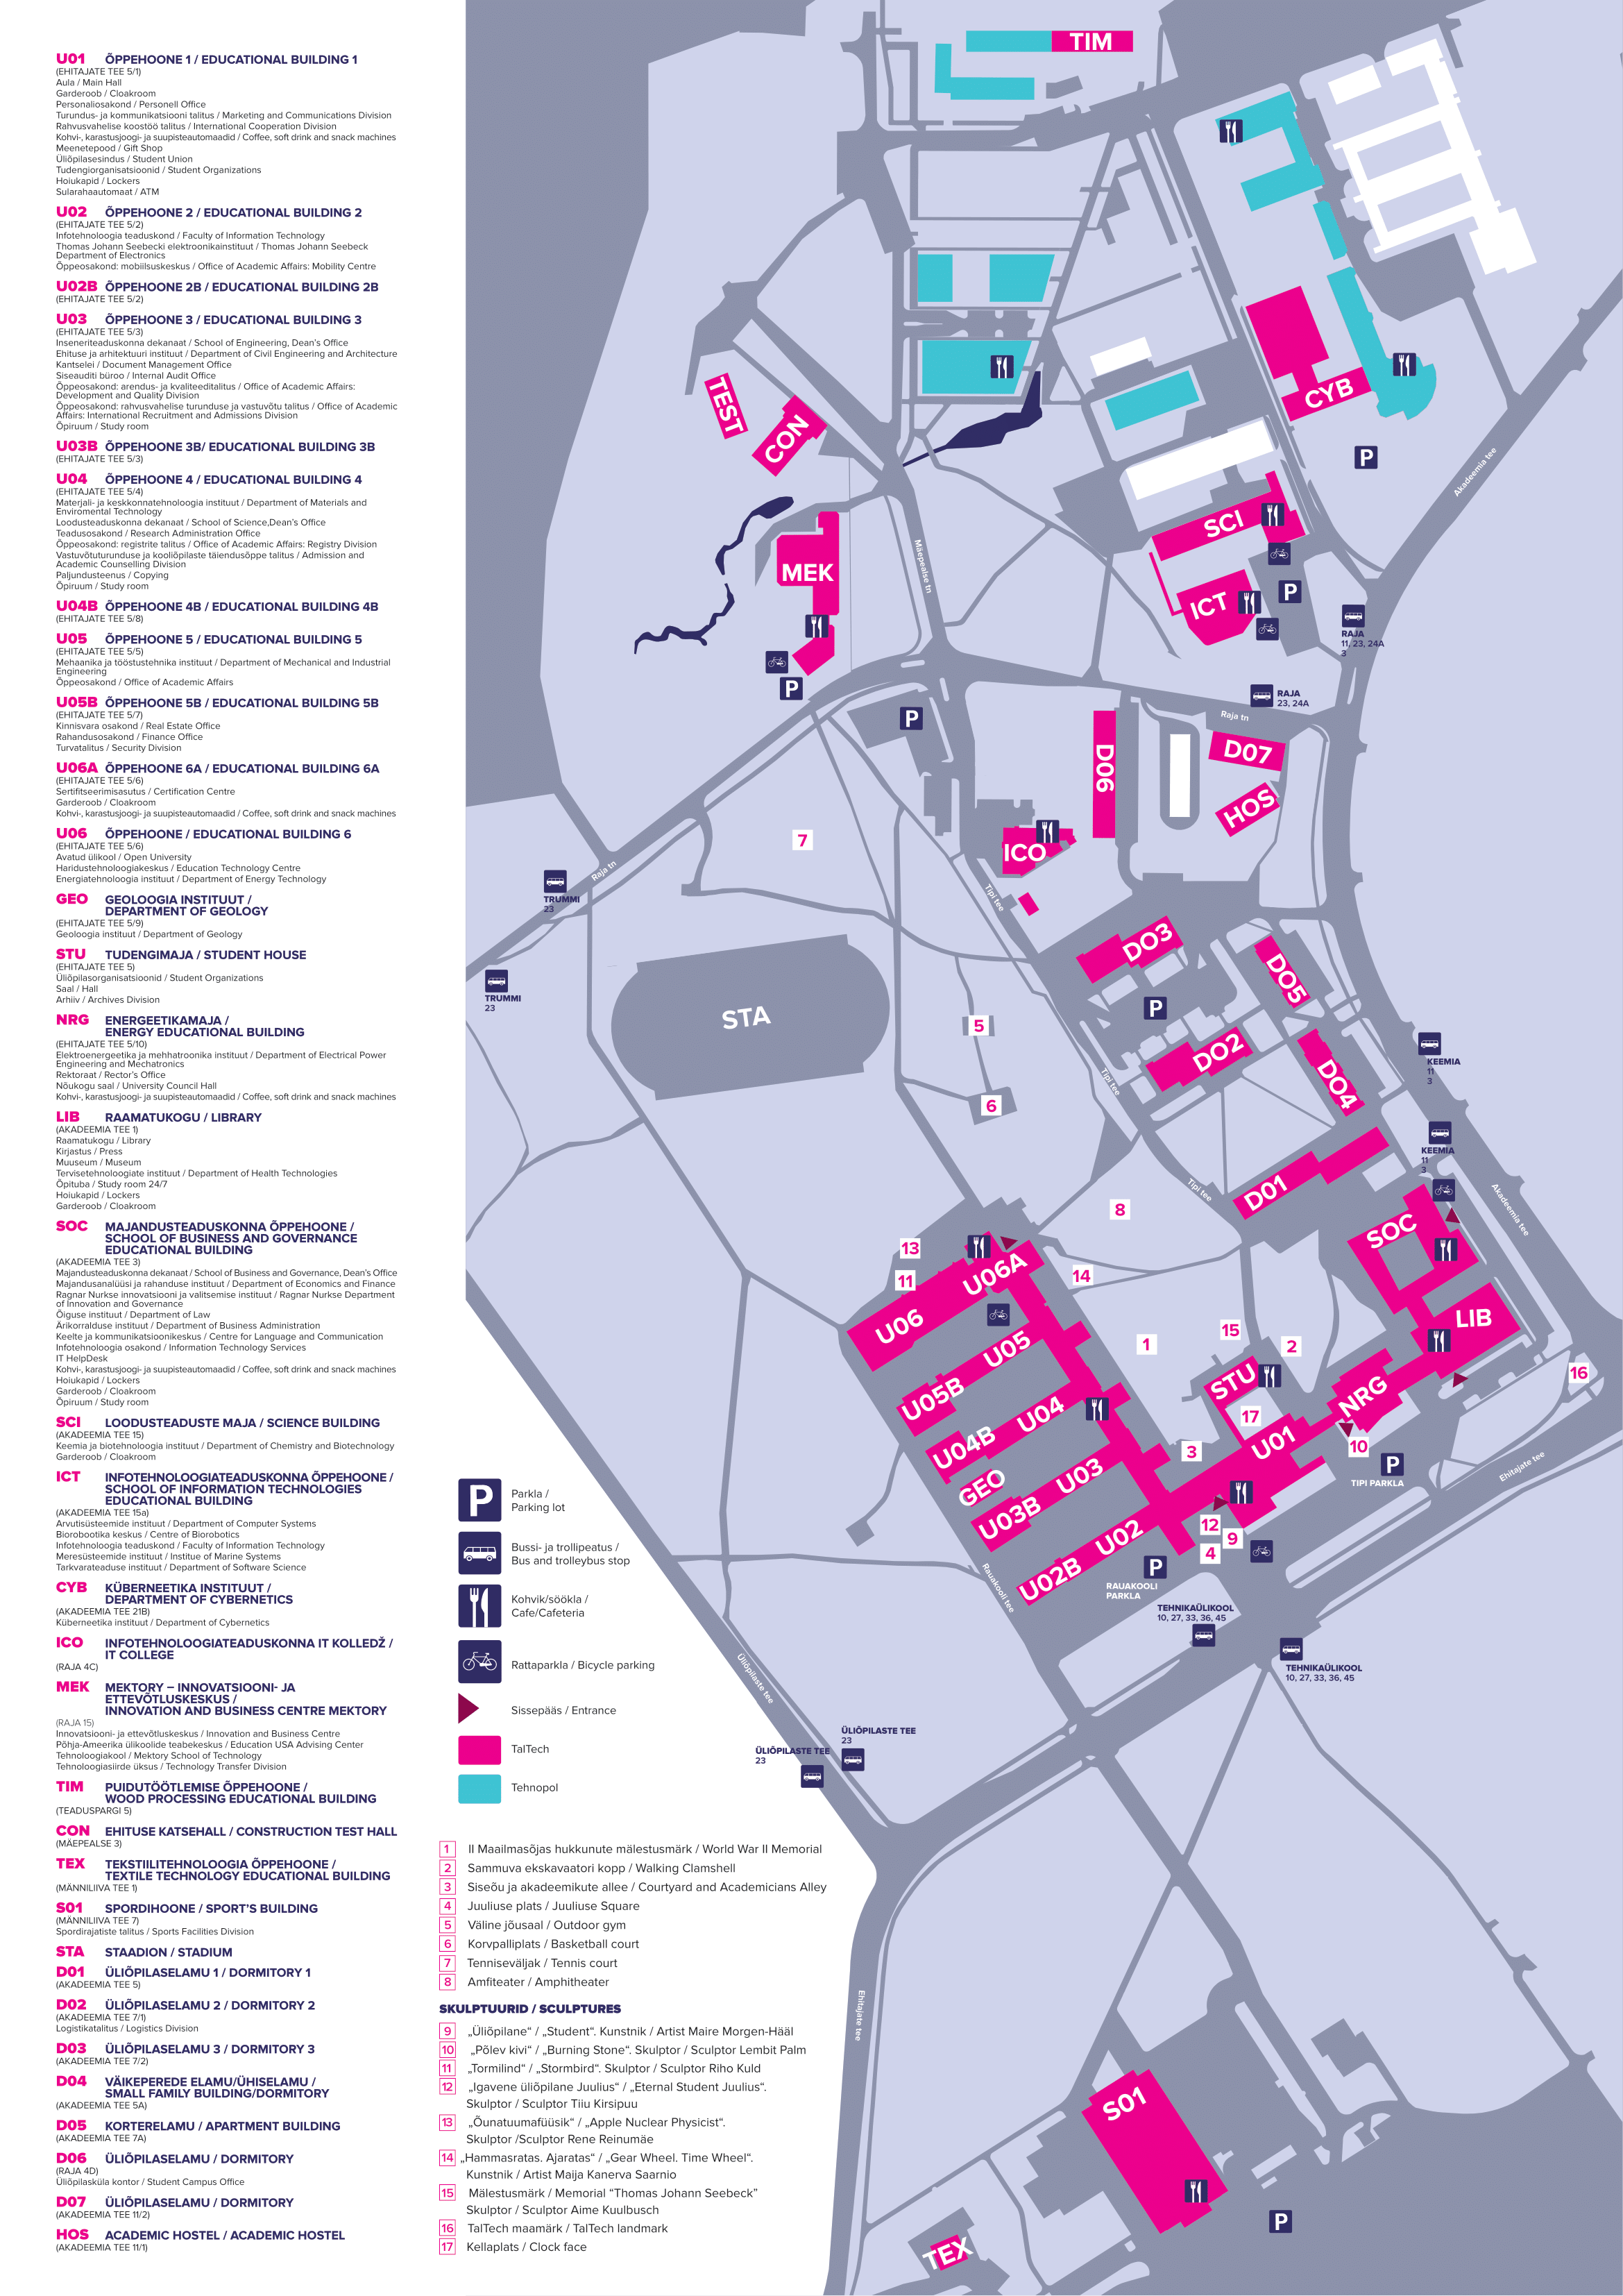 U01 ÕPPEHOONE 1 / EDUCATIONAL BUILDING 1
(EHITAJATE TEE 5/1)
Aula / Main Hall
Garderoob / Cloakroom
Personaliosakond / Personell Office
Turundus- ja kommunikatsiooni talitus / Marketing and Communications Division
Rahvusvahelise koostöö talitus / International Cooperation Division
Kohvi-, karastusjoogi- ja suupisteautomaadid / Coffee, soft drink and snack machines
Meenetepood / Gift Shop
Üliõpilasesindus / Student Union
Tudengiorganisatsioonid / Student Organizations
Hoiukapid / Lockers
Sularahaautomaat / ATM
U02 ÕPPEHOONE 2 / EDUCATIONAL BUILDING 2
(EHITAJATE TEE 5/2)
Infotehnoloogia teaduskond / Faculty of Information Technology
Thomas Johann Seebecki elektroonikainstituut / Thomas Johann Seebeck
Department of Electronics
Õppeosakond: mobiilsuskeskus / Office of Academic Affairs: Mobility Centre
U02B ÕPPEHOONE 2B / EDUCATIONAL BUILDING 2B
(EHITAJATE TEE 5/2)
U03 ÕPPEHOONE 3 / EDUCATIONAL BUILDING 3
(EHITAJATE TEE 5/3)
Inseneriteaduskonna dekanaat / School of Engineering, Dean's Office
Ehituse ja arhitektuuri instituut / Department of Civil Engineering and Architecture
Kantselei / Document Management Office
Siseauditi büroo / Internal Audit Office
Õppeosakond: arendus- ja kvaliteeditalitus / Office of Academic Affairs:
Development and Quality Division
Õppeosakond: rahvusvahelise turunduse ja vastuvõtu talitus / Office of Academic
Affairs: International Recruitment and Admissions Division
Õpiruum / Study room
U03B ÕPPEHOONE 3B/ EDUCATIONAL BUILDING 3B
(EHITAJATE TEE 5/3)
U04 ÕPPEHOONE 4 / EDUCATIONAL BUILDING 4
(EHITAJATE TEE 5/4)
Materjali- ja keskkonnatehnoloogia instituut / Department of Materials and
Enviromental Technology
Loodusteaduskonna dekanaat / School of Science,Dean's Office
Teadusosakond / Research Administration Office
Õppeosakond: registrite talitus / Office of Academic Affairs: Registry Division
Vastuvõtuturunduse ja kooliõpilaste täiendusõppe talitus / Admission and
Academic Counselling Division
Paljundusteenus / Copying
Õpiruum / Study room
U04B ÕPPEHOONE 4B / EDUCATIONAL BUILDING 4B
(EHITAJATE TEE 5/8)
U05 ÕPPEHOONE 5 / EDUCATIONAL BUILDING 5
(EHITAJATE TEE 5/5)
Mehaanika ja tööstustehnika instituut / Department of Mechanical and Industrial
Engineering
Õppeosakond / Office of Academic Affairs
U05B ÕPPEHOONE 5B / EDUCATIONAL BUILDING 5B
(EHITAJATE TEE 5/7)
Kinnisvara osakond / Real Estate Office
Rahandusosakond / Finance Office
Turvatalitus / Security Division
U06A ÕPPEHOONE 6A / EDUCATIONAL BUILDING 6A
(EHITAJATE TEE 5/6)
Sertifitseerimisasutus / Certification Centre
Garderoob / Cloakroom
Kohvi-, karastusjoogi- ja suupisteautomaadid / Coffee, soft drink and snack machines
U06 ÕPPEHOONE / EDUCATIONAL BUILDING 6
(EHITAJATE TEE 5/6)
Avatud ülikool / Open University
Haridustehnoloogiakeskus / Education Technology Centre
Energiatehnoloogia instituut / Department of Energy Technology
GEO GEOLOOGIA INSTITUUT /
DEPARTMENT OF GEOLOGY
(EHITAJATE TEE 5/9)
Geoloogia instituut / Department of Geology
STU TUDENGIMAJA / STUDENT HOUSE
(EHITAJATE TEE 5)
Üliõpilasorganisatsioonid / Student Organizations
Saal / Hall
Arhiiv / Archives Division
NRG ENERGEETIKAMAJA /
ENERGY EDUCATIONAL BUILDING
(EHITAJATE TEE 5/10)
Elektroenergeetika ja mehhatroonika instituut / Department of Electrical Power
Engineering and Mechatronics
Rektoraat / Rector's Office
Nõukogu saal / University Council Hall
Kohvi-, karastusjoogi- ja suupisteautomaadid / Coffee, soft drink and snack machines
LIB RAAMATUKOGU / LIBRARY
(AKADEEMIA TEE 1)
Raamatukogu / Library
Kirjastus / Press
Muuseum / Museum
Tervisetehnoloogiate instituut / Department of Health Technologies
Õpituba / Study room 24/7
Hoiukapid / Lockers
Garderoob / Cloakroom
SOC MAJANDUSTEADUSKONNA ÕPPEHOONE /
SCHOOL OF BUSINESS AND GOVERNANCE
EDUCATIONAL BUILDING
(AKADEEMIA TEE 3)
Majandusteaduskonna dekanaat / School of Business and Governance, Dean's Office
Majandusanalüüsi ja rahanduse instituut / Department of Economics and Finance
Ragnar Nurkse innovatsiooni ja valitsemise instituut / Ragnar Nurkse Department
of Innovation and Governance
Õiguse instituut / Department of Law
Ärikorralduse instituut / Department of Business Administration
Keelte ja kommunikatsioonikeskus / Centre for Language and Communication
Infotehnoloogia osakond / Information Technology Services
IT HelpDesk
Kohvi-, karastusjoogi- ja suupisteautomaadid / Coffee, soft drink and snack machines
Hoiukapid / Lockers
Garderoob / Cloakroom
Õpiruum / Study room
SCI LOODUSTEADUSTE MAJA / SCIENCE BUILDING
(AKADEEMIA TEE 15)
Keemia ja biotehnoloogia instituut / Department of Chemistry and Biotechnology
Garderoob / Cloakroom
ICT INFOTEHNOLOOGIATEADUSKONNA ÕPPEHOONE /
SCHOOL OF INFORMATION TECHNOLOGIES
EDUCATIONAL BUILDING
(AKADEEMIA TEE 15a)
Arvutisüsteemide instituut / Department of Computer Systems
Biorobootika keskus / Centre of Biorobotics
Infotehnoloogia teaduskond / Faculty of Information Technology
Meresüsteemide instituut / Institue of Marine Systems
Tarkvarateaduse instituut / Department of Software Science
CYB KÜBERNEETIKA INSTITUUT /
DEPARTMENT OF CYBERNETICS
(AKADEEMIA TEE 21B)
Küberneetika instituut / Department of Cybernetics
ICO INFOTEHNOLOOGIATEADUSKONNA IT KOLLEDŽ /
IT COLLEGE
(RAJA 4C)
MEK MEKTORY – INNOVATSIOONI- JA
ETTEVÕTLUSKESKUS /
INNOVATION AND BUSINESS CENTRE MEKTORY
(RAJA 15)
Innovatsiooni- ja ettevõtluskeskus / Innovation and Business Centre
Põhja-Ameerika ülikoolide teabekeskus / Education USA Advising Center
Tehnoloogiakool / Mektory School of Technology
Tehnoloogiasiirde üksus / Technology Transfer Division
TIM PUIDUTÖÖTLEMISE ÕPPEHOONE /
WOOD PROCESSING EDUCATIONAL BUILDING
(TEADUSPARGI 5)
CON EHITUSE KATSEHALL / CONSTRUCTION TEST HALL
(MÄEPEALSE 3)
TEX TEKSTIILITEHNOLOOGIA ÕPPEHOONE /
TEXTILE TECHNOLOGY EDUCATIONAL BUILDING
(MÄNNILIIVA TEE 1)
S01 SPORDIHOONE / SPORT'S BUILDING
(MÄNNILIIVA TEE 7)
Spordirajatiste talitus / Sports Facilities Division
STA STAADION / STADIUM
D01 ÜLIÕPILASELAMU 1 / DORMITORY 1
(AKADEEMIA TEE 5)
D02 ÜLIÕPILASELAMU 2 / DORMITORY 2
(AKADEEMIA TEE 7/1)
Logistikatalitus / Logistics Division
D03 ÜLIÕPILASELAMU 3 / DORMITORY 3
(AKADEEMIA TEE 7/2)
D04 VÄIKEPEREDE ELAMU/ÜHISELAMU /
SMALL FAMILY BUILDING/DORMITORY
(AKADEEMIA TEE 5A)
D05 KORTERELAMU / APARTMENT BUILDING
(AKADEEMIA TEE 7A)
D06 ÜLIÕPILASELAMU / DORMITORY
(RAJA 4D)
Üliõpilasküla kontor / Student Campus Office
D07 ÜLIÕPILASELAMU / DORMITORY
(AKADEEMIA TEE 11/2)
HOS ACADEMIC HOSTEL / ACADEMIC HOSTEL
(AKADEEMIA TEE 11/1)
P
Parkla /
Parking lot
Bussi- ja trollipeatus /
Bus and trolleybus stop
Kohvik/söökla /
Cafe/Cafeteria
Rattaparkla / Bicycle parking
Sissepääs / Entrance
TalTech
Tehnopol
1 II Maailmasõjas hukkunute mälestusmärk / World War II Memorial
2 Sammuva ekskavaatori kopp / Walking Clamshell
3 Siseõu ja akadeemikute allee / Courtyard and Academicians Alley
4 Juuliuse plats / Juuliuse Square
5 Väline jõusaal / Outdoor gym
6 Korvpalliplats / Basketball court
7 Tenniseväljak / Tennis court
8 Amfiteater / Amphitheater
SKULPTUURID / SCULPTURES
9 „Üliõpilane“ / „Student“. Kunstnik / Artist Maire Morgen-Hääl
10 „Põlev kivi“ / „Burning Stone“. Skulptor / Sculptor Lembit Palm
11 „Tormilind“ / „Stormbird“. Skulptor / Sculptor Riho Kuld
12 „Igavene üliõpilane Juulius“ / „Eternal Student Juulius“.
Skulptor / Sculptor Tiiu Kirsipuu
13 „Õunatuumafüüsik“ / „Apple Nuclear Physicist“.
Skulptor /Sculptor Rene Reinumäe
14 „Hammasratas. Ajaratas“ / „Gear Wheel. Time Wheel“.
Kunstnik / Artist Maija Kanerva Saarnio
15 Mälestusmärk / Memorial “Thomas Johann Seebeck”
Skulptor / Sculptor Aime Kuulbusch
16 TalTech maamärk / TalTech landmark
17 Kellaplats / Clock face
TIM
CYB
TEST
CON
P
Akadeemia tee
SCI
MEK
Mäepealse tn
ICT
P
RAJA
11, 23, 24A
3
P
RAJA
23, 24A
Raja tn
P
D06
D07
HOS
7
ICO
Raja tn
TRUMMI
23
Tipi tee
DO3
DO5
TRUMMI
23
STA
P
5
DO2
KEEMIA
11
3
DO4
Tipi tee
6
KEEMIA
11
3
D01
Tipi tee
Akadeemia tee
8
SOC
13
11
U06A
14
U06
LIB
15
2
1
U05
16
STU
U05B
NRG
17
U04
U01
10
U04B
3
P
TIPI PARKLA
Ehitajate tee
GEO
U03
U03B
12
9
4
U02
P
U02B
RAUAKOOLI
PARKLA
Rauakooli tee
TEHNIKAÜLIKOOL
10, 27, 33, 36, 45
TEHNIKAÜLIKOOL
10, 27, 33, 36, 45
Üliõpilaste tee
ÜLIÕPILASTE TEE
23
ÜLIÕPILASTE TEE
23
Ehitajate tee
S01
P
TEX